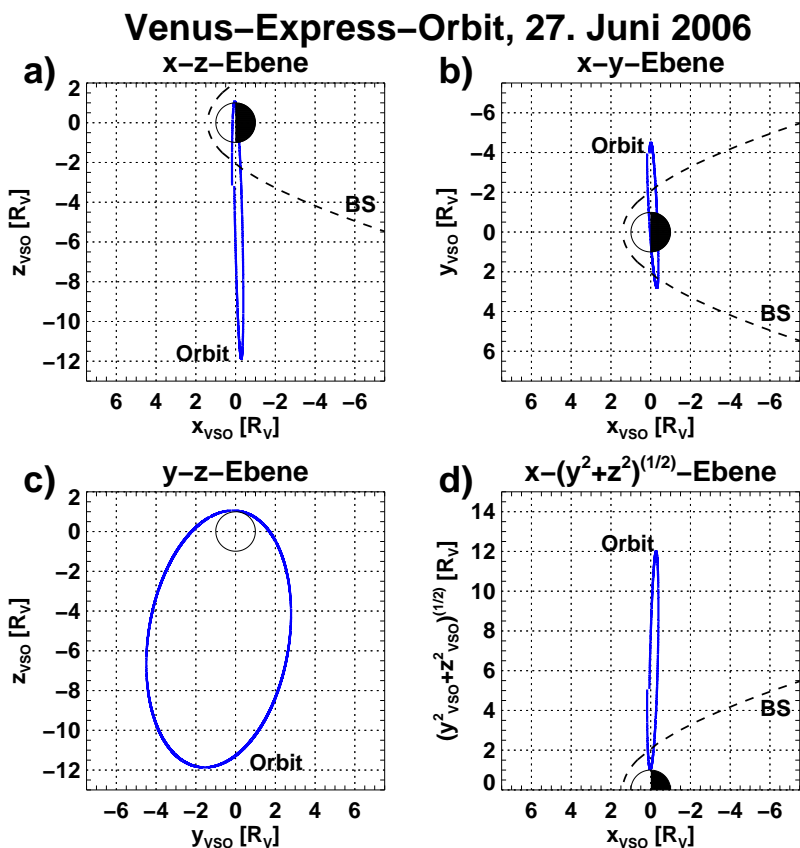 Venus–Express–Orbit, 27. Juni 2006
a)
x–z–Ebene
2
0
−2
−4
−6
−8
−10
−12
z_VSO [R_V]
BS
Orbit
6 4 2 0 −2 −4 −6
x_VSO [R_V]
b)
x–y–Ebene
−6
−4
−2
0
2
4
6
y_VSO [R_V]
Orbit
BS
6 4 2 0 −2 −4 −6
x_VSO [R_V]
c)
y–z–Ebene
2
0
−2
−4
−6
−8
−10
−12
z_VSO [R_V]
Orbit
−6 −4 −2 0 2 4 6
y_VSO [R_V]
d)
x–(y²+z²)^(1/2)–Ebene
14
12
10
8
6
4
2
0
(y²_VSO+z²_VSO)^(1/2) [R_V]
Orbit
BS
6 4 2 0 −2 −4 −6
x_VSO [R_V]